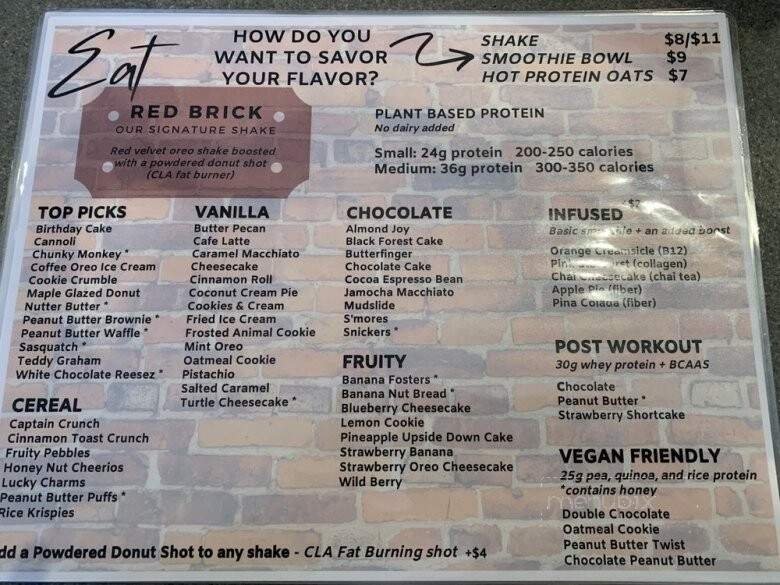 Eat
HOW DO YOU
WANT TO SAVOR
YOUR FLAVOR?
SHAKE $8/$11
SMOOTHIE BOWL $9
HOT PROTEIN OATS $7
RED BRICK
OUR SIGNATURE SHAKE
Red velvet oreo shake boosted
with a powdered donut shot
(CLA fat burner)
PLANT BASED PROTEIN
No dairy added
Small: 24g protein 200-250 calories
Medium: 36g protein 300-350 calories
TOP PICKS
Birthday Cake
Cannoli
Chunky Monkey *
Coffee Oreo Ice Cream
Cookie Crumble
Maple Glazed Donut
Nutter Butter *
Peanut Butter Brownie *
Peanut Butter Waffle *
Sasquatch *
Teddy Graham
White Chocolate Reesez *
CEREAL
Captain Crunch
Cinnamon Toast Crunch
Fruity Pebbles
Honey Nut Cheerios
Lucky Charms
Peanut Butter Puffs *
Rice Krispies
VANILLA
Butter Pecan
Cafe Latte
Caramel Macchiato
Cheesecake
Cinnamon Roll
Coconut Cream Pie
Cookies & Cream
Fried Ice Cream
Frosted Animal Cookie
Mint Oreo
Oatmeal Cookie
Pistachio
Salted Caramel
Turtle Cheesecake *
CHOCOLATE
Almond Joy
Black Forest Cake
Butterfinger
Chocolate Cake
Cocoa Espresso Bean
Jamocha Macchiato
Mudslide
S'mores
Snickers *
FRUITY
Banana Fosters *
Banana Nut Bread *
Blueberry Cheesecake
Lemon Cookie
Pineapple Upside Down Cake
Strawberry Banana
Strawberry Oreo Cheesecake
Wild Berry
INFUSED +$2
Basic smoothie + an added boost
Orange Creamsicle (B12)
(collagen)
Chai Cheesecake (chai tea)
Apple Pie (fiber)
Pina Colada (fiber)
POST WORKOUT
30g whey protein + BCAAS
Chocolate
Peanut Butter *
Strawberry Shortcake
VEGAN FRIENDLY
25g pea, quinoa, and rice protein
*contains honey
Double Chocolate
Oatmeal Cookie
Peanut Butter Twist
Chocolate Peanut Butter
dd a Powdered Donut Shot to any shake - CLA Fat Burning shot +$4